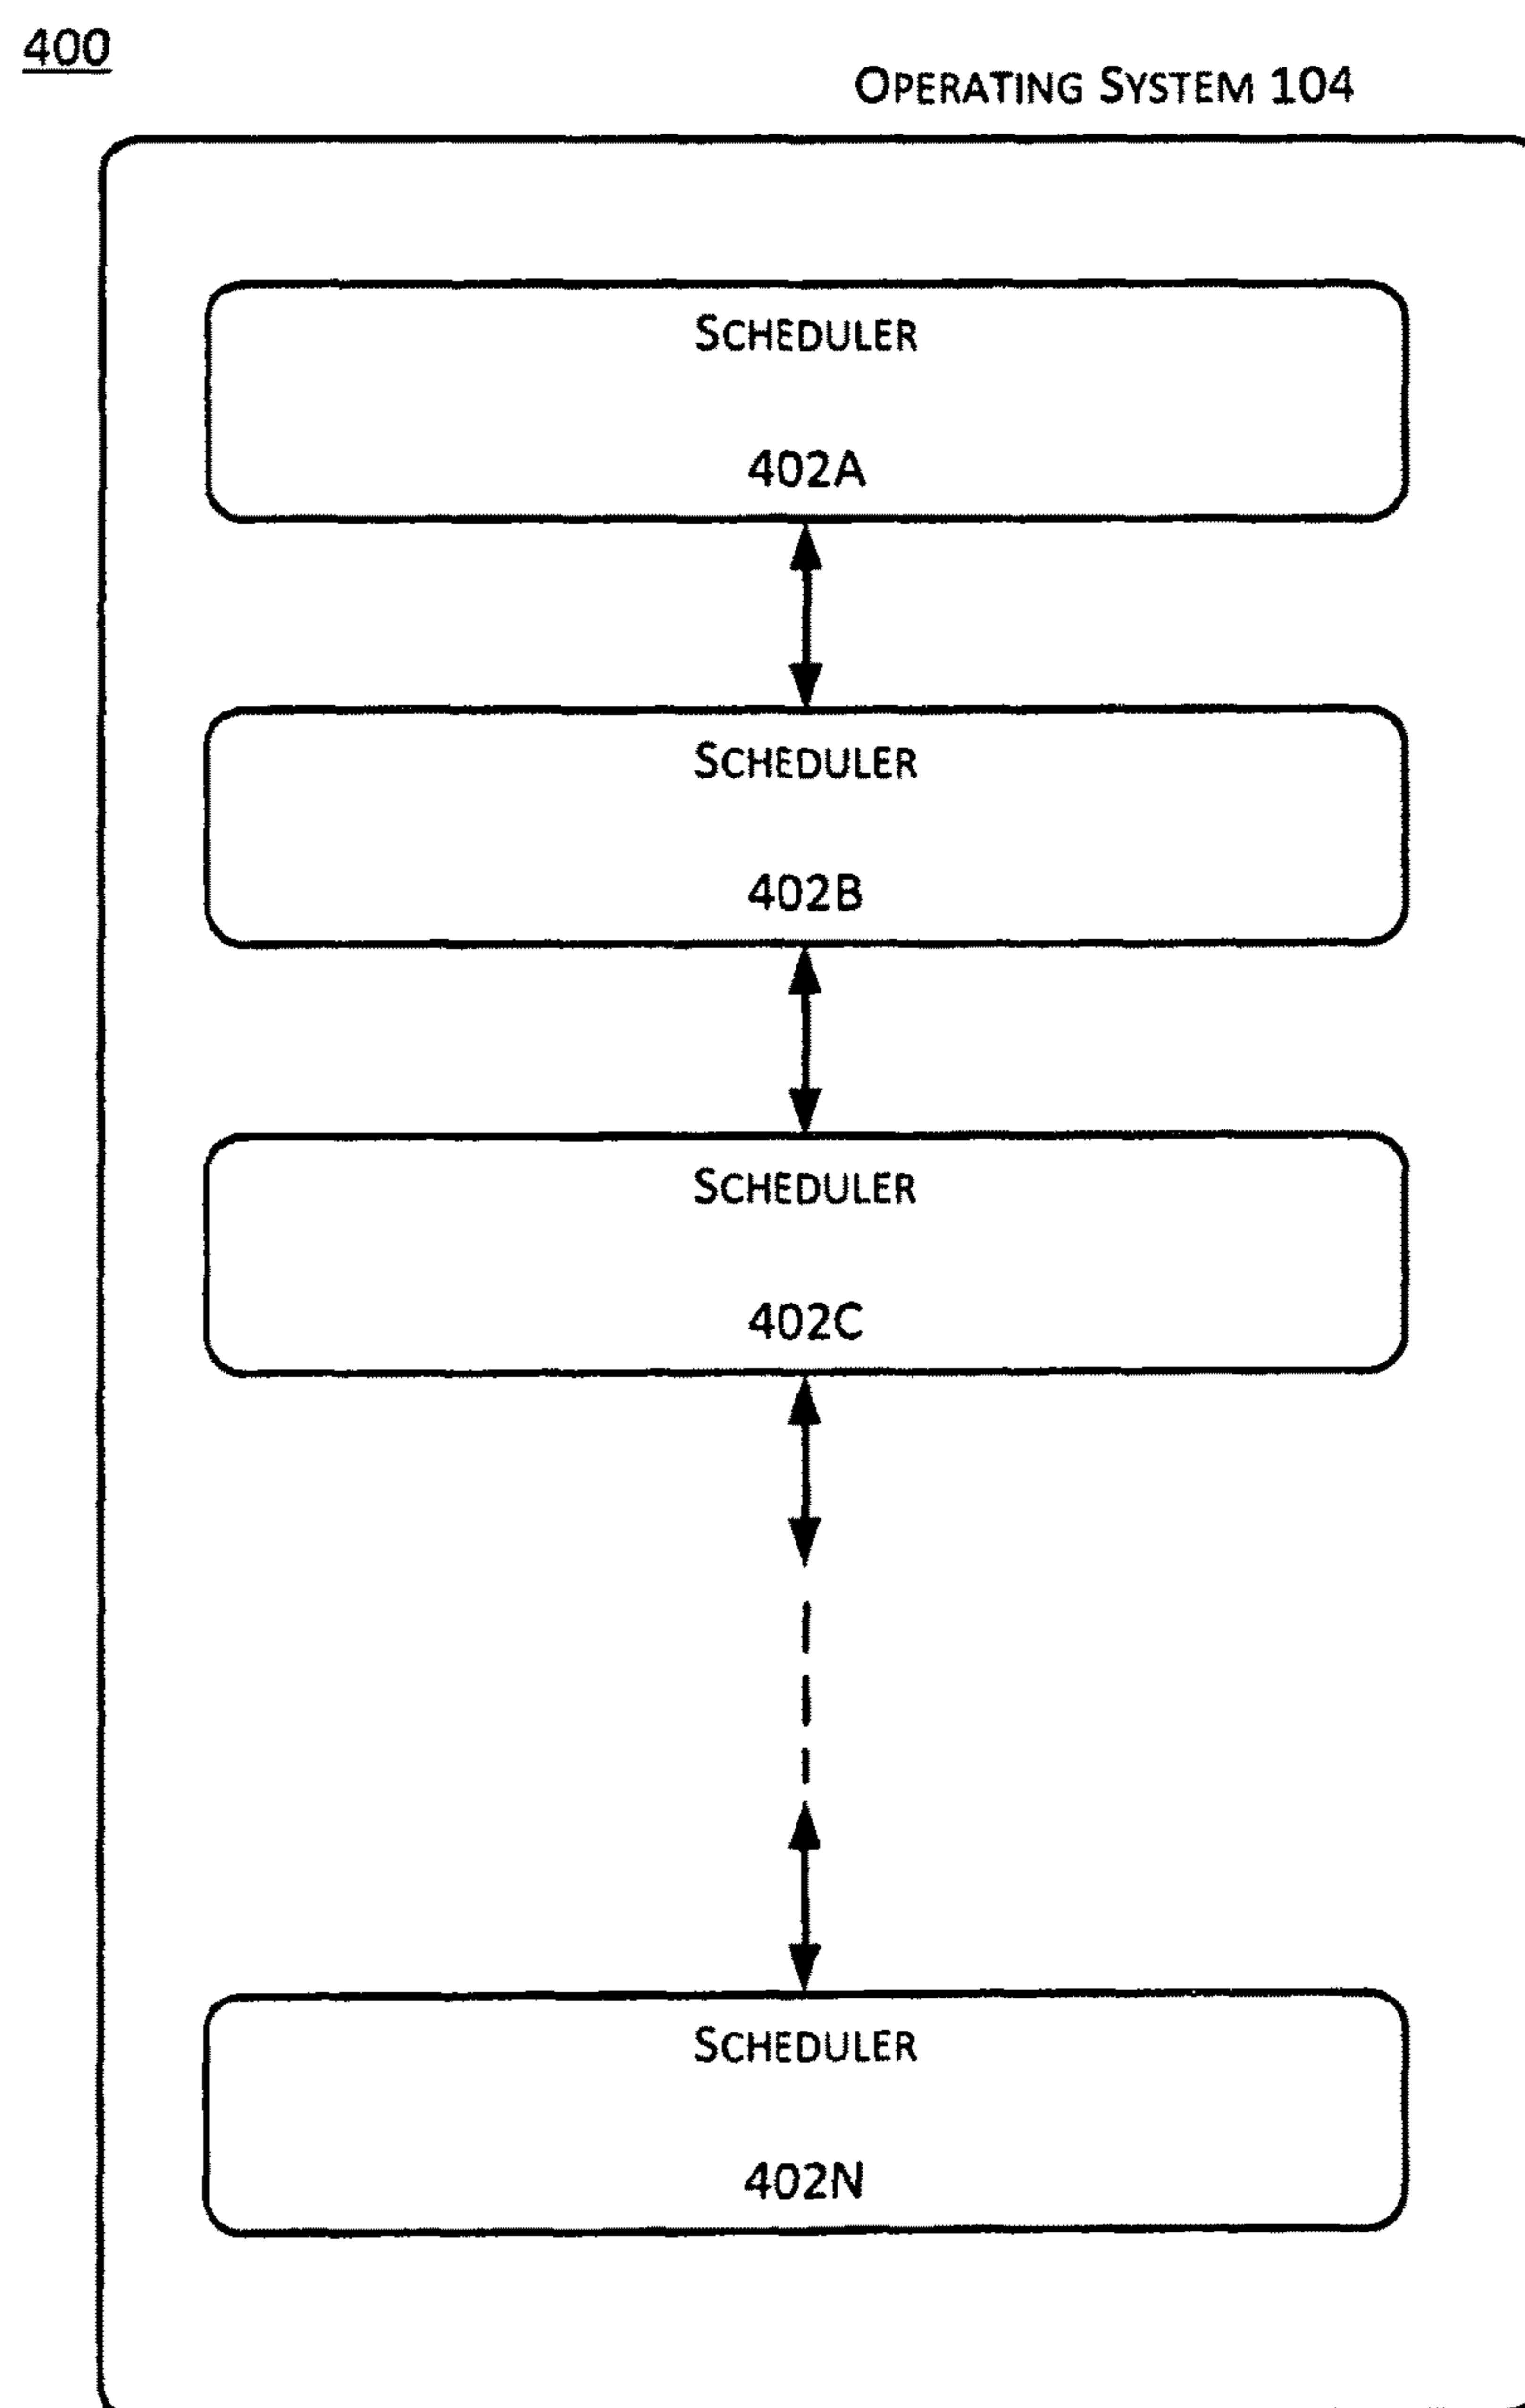 400
OPERATING SYSTEM 104
SCHEDULER
402A
SCHEDULER
402B
SCHEDULER
402C
SCHEDULER
402N